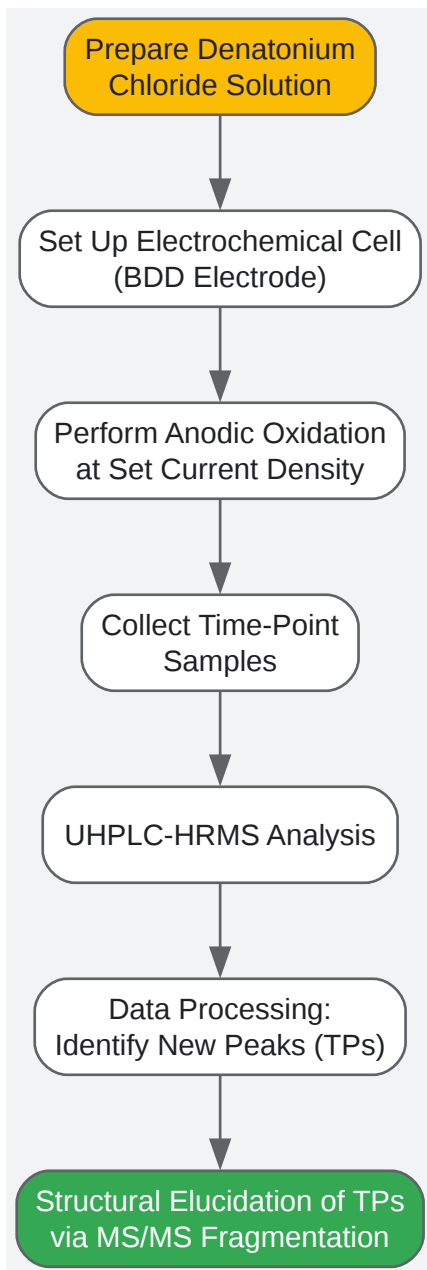 Prepare Denatonium
Chloride Solution
Set Up Electrochemical Cell
(BDD Electrode)
Perform Anodic Oxidation
at Set Current Density
Collect Time-Point
Samples
UHPLC-HRMS Analysis
Data Processing:
Identify New Peaks (TPs)
Structural Elucidation of TPs
via MS/MS Fragmentation